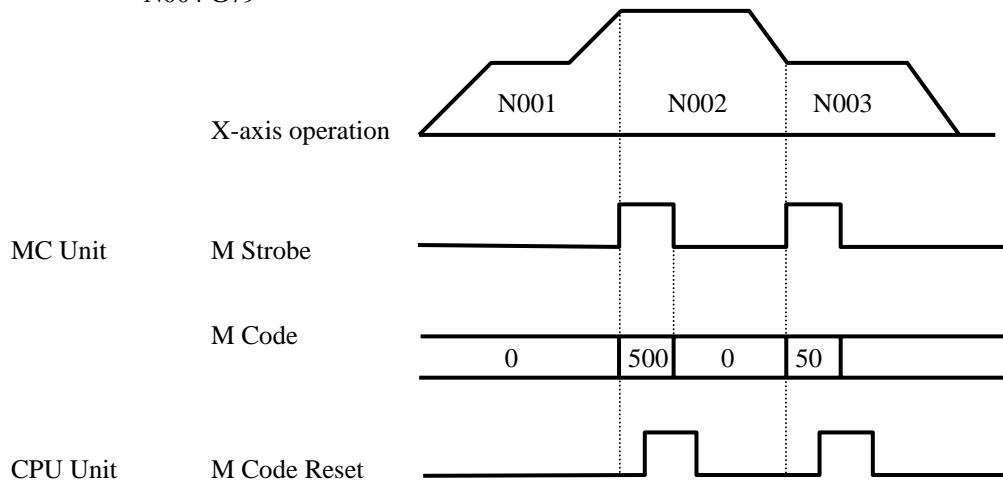 N001 N002 N003
X-axis operation
MC Unit M Strobe
M Code
0 500 0 50
CPU Unit M Code Reset